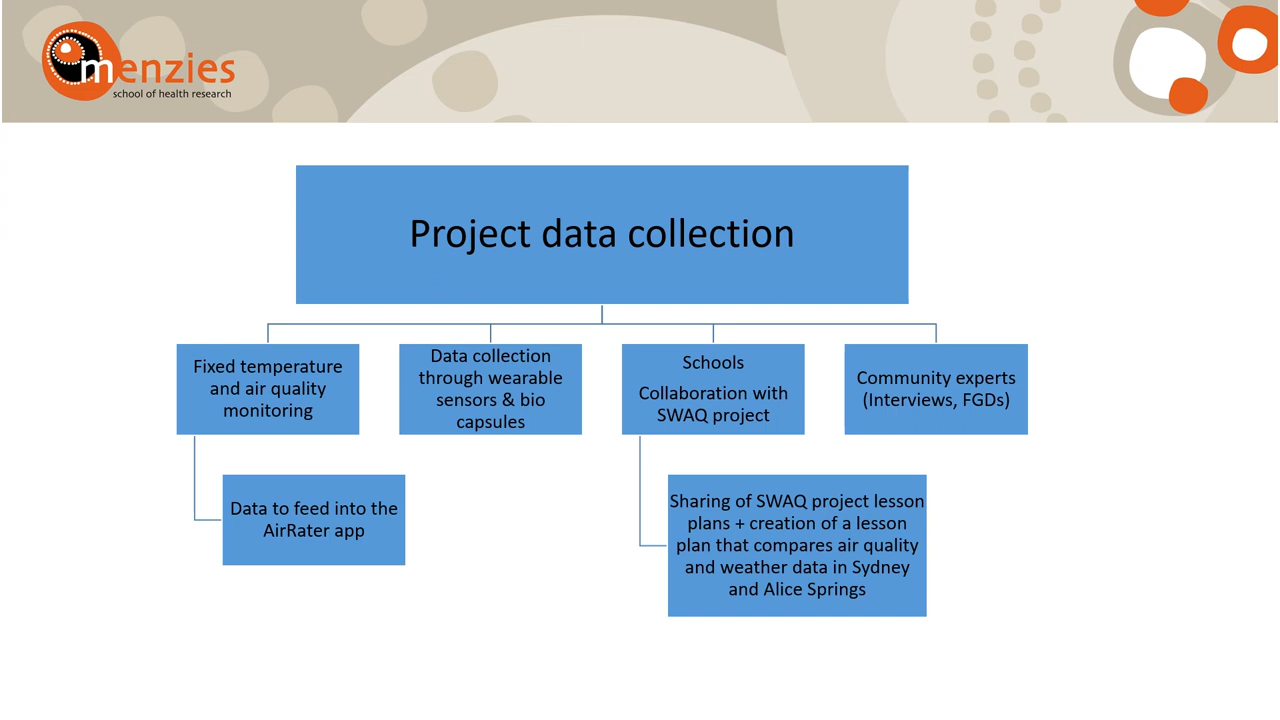 menzies
school of health research
Project data collection
Fixed temperature
and air quality
monitoring
Data collection
through wearable
sensors & bio
capsules
Schools
Collaboration with
SWAQ project
Community experts
(Interviews, FGDs)
Data to feed into the
AirRater app
Sharing of SWAQ project lesson
plans + creation of a lesson
plan that compares air quality
and weather data in Sydney
and Alice Springs